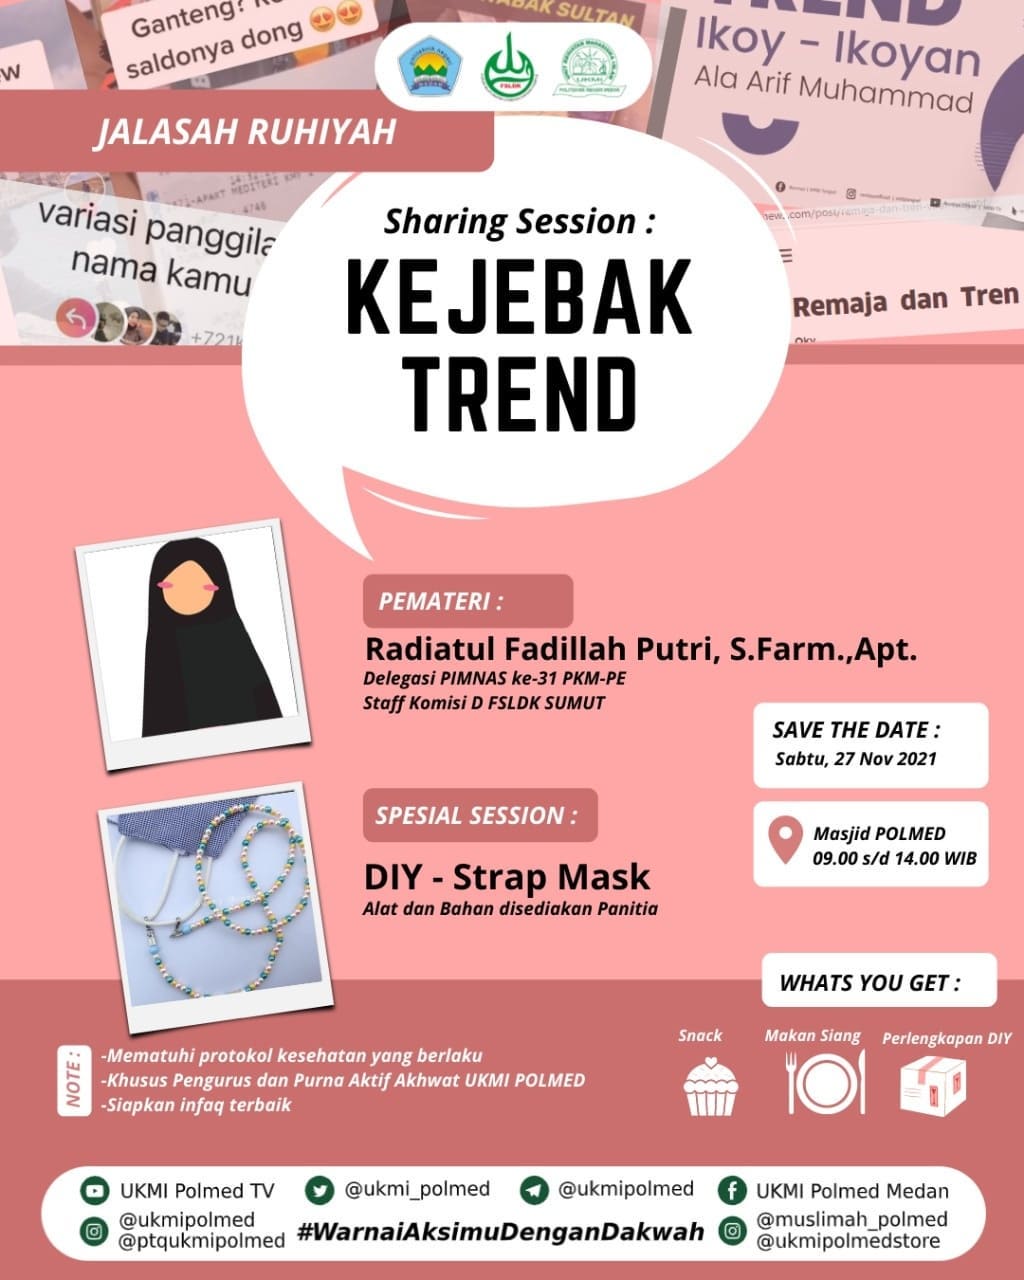 Ganteng?
saldonya dong 😍😍
ABAK SULTAN
TREND
Ikoy - Ikoyan
Ala Arif Muhammad
FSLDK
JALASAH RUHIYAH
variasi panggila
nama kamu
+721k
Remaja dan Tren
Sharing Session :
KEJEBAK
TREND
PEMATERI :
Radiatul Fadillah Putri, S.Farm.,Apt.
Delegasi PIMNAS ke-31 PKM-PE
Staff Komisi D FSLDK SUMUT
SAVE THE DATE :
Sabtu, 27 Nov 2021
Masjid POLMED
09.00 s/d 14.00 WIB
SPESIAL SESSION :
DIY - Strap Mask
Alat dan Bahan disediakan Panitia
WHATS YOU GET :
Snack
Makan Siang
Perlengkapan DIY
NOTE :
-Mematuhi protokol kesehatan yang berlaku
-Khusus Pengurus dan Purna Aktif Akhwat UKMI POLMED
-Siapkan infaq terbaik
UKMI Polmed TV
@ukmi_polmed
@ukmipolmed
UKMI Polmed Medan
@ukmipolmed
@ptqukmipolmed
#WarnaiAksimuDenganDakwah
@muslimah_polmed
@ukmipolmedstore